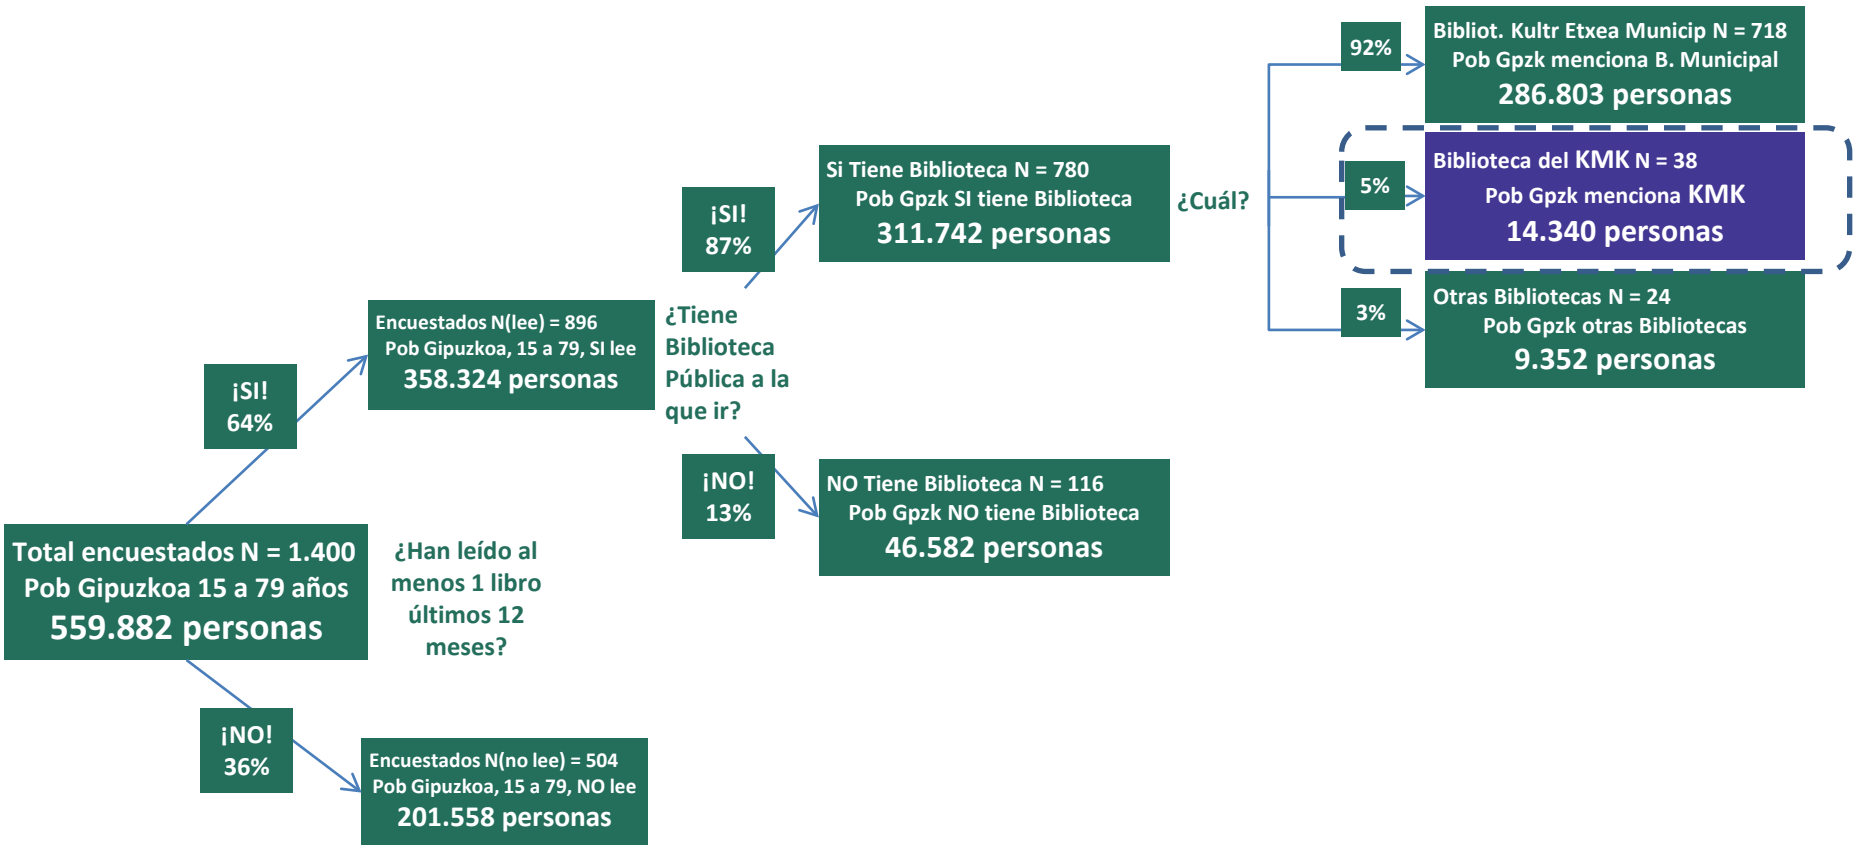 Total encuestados N = 1.400
Pob Gipuzkoa 15 a 79 años
559.882 personas
¿Han leído al
menos 1 libro
últimos 12
meses?
¡SI!
64%
Encuestados N(lee) = 896
Pob Gipuzkoa, 15 a 79, SI lee
358.324 personas
¡NO!
36%
Encuestados N(no lee) = 504
Pob Gipuzkoa, 15 a 79, NO lee
201.558 personas
¿Tiene
Biblioteca
Pública a la
que ir?
¡SI!
87%
Si Tiene Biblioteca N = 780
Pob Gpzk SI tiene Biblioteca
311.742 personas
¡NO!
13%
NO Tiene Biblioteca N = 116
Pob Gpzk NO tiene Biblioteca
46.582 personas
¿Cuál?
92%
Bibliot. Kultr Etxea Municip N = 718
Pob Gpzk menciona B. Municipal
286.803 personas
5%
Biblioteca del KMK N = 38
Pob Gpzk menciona KMK
14.340 personas
3%
Otras Bibliotecas N = 24
Pob Gpzk otras Bibliotecas
9.352 personas